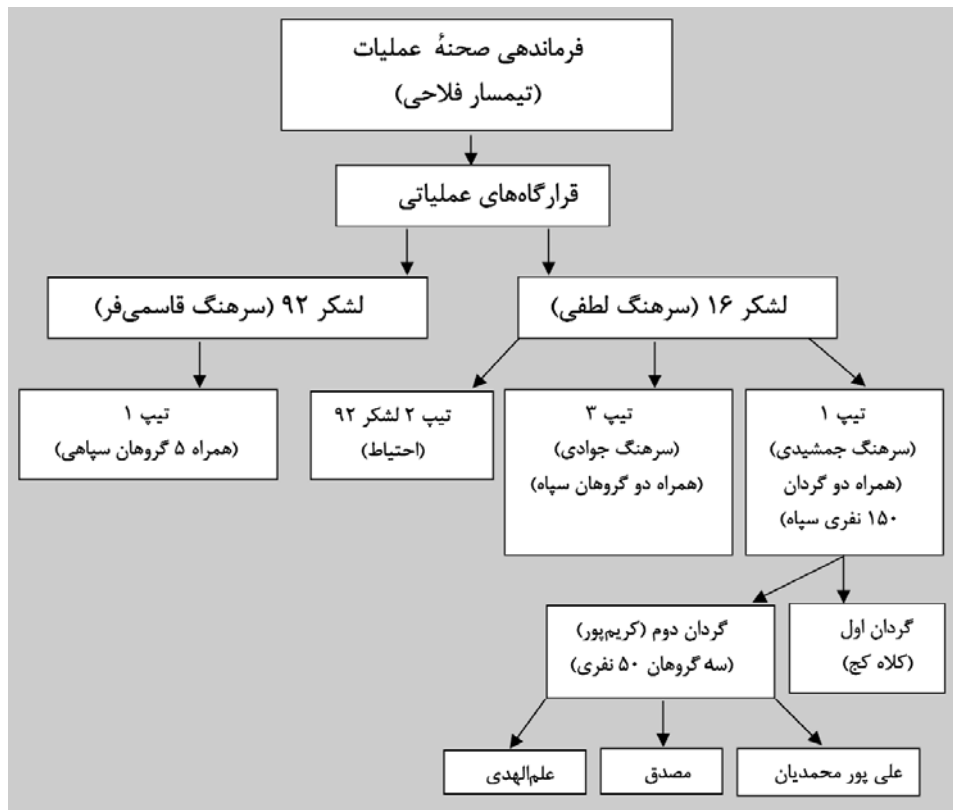 فرماندهی صحنهٔ عملیات
(تیمسار فلاحی)
قرارگاه‌های عملیاتی
لشکر ۱۶ (سرهنگ لطفی)
لشکر ۹۲ (سرهنگ قاسمی‌فر)
تیپ ۱
(سرهنگ جمشیدی)
(همراه دو گردان
۱۵۰ نفری سپاه)
تیپ ۳
(سرهنگ جوادی)
(همراه دو گروهان سپاه)
تیپ ۲ لشکر ۹۲
(احتیاط)
تیپ ۱
(همراه ۵ گروهان سپاهی)
گردان اول
(کلاه کج)
گردان دوم (کریم‌پور)
(سه گروهان ۵۰ نفری)
علی پور محمدیان
مصدق
علم‌الهدی